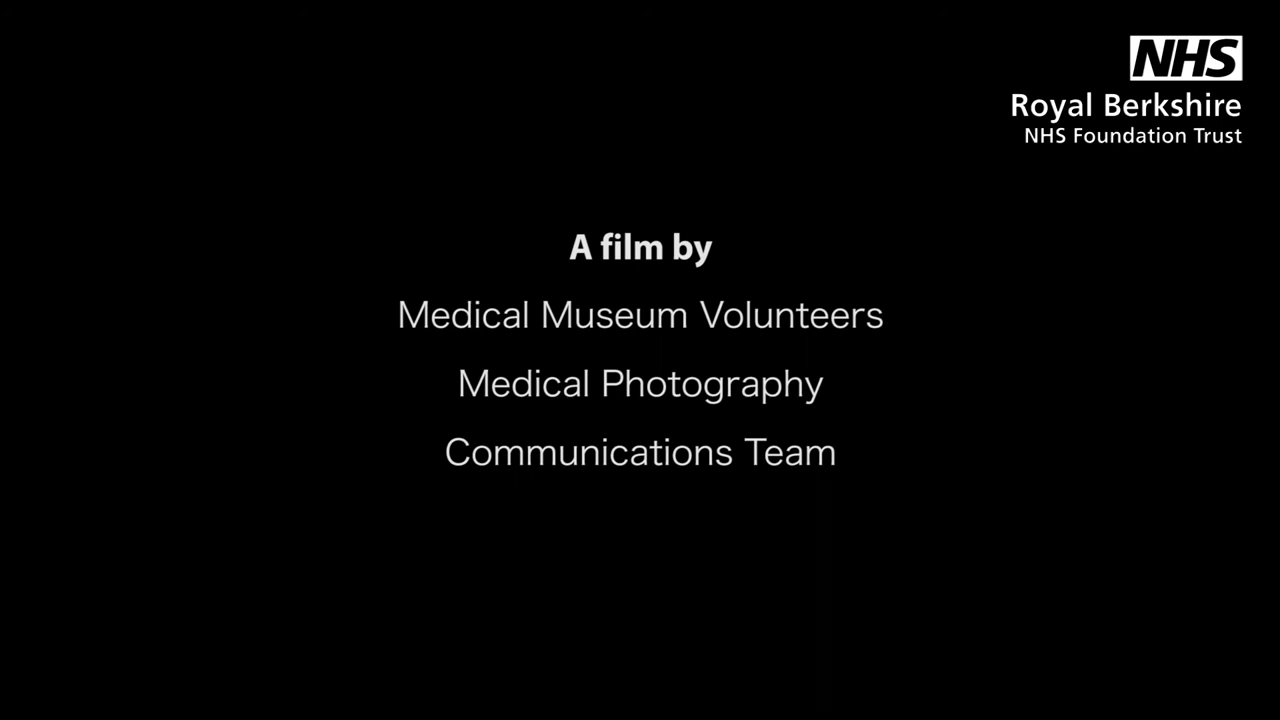 NHS
Royal Berkshire
NHS Foundation Trust
A film by
Medical Museum Volunteers
Medical Photography
Communications Team